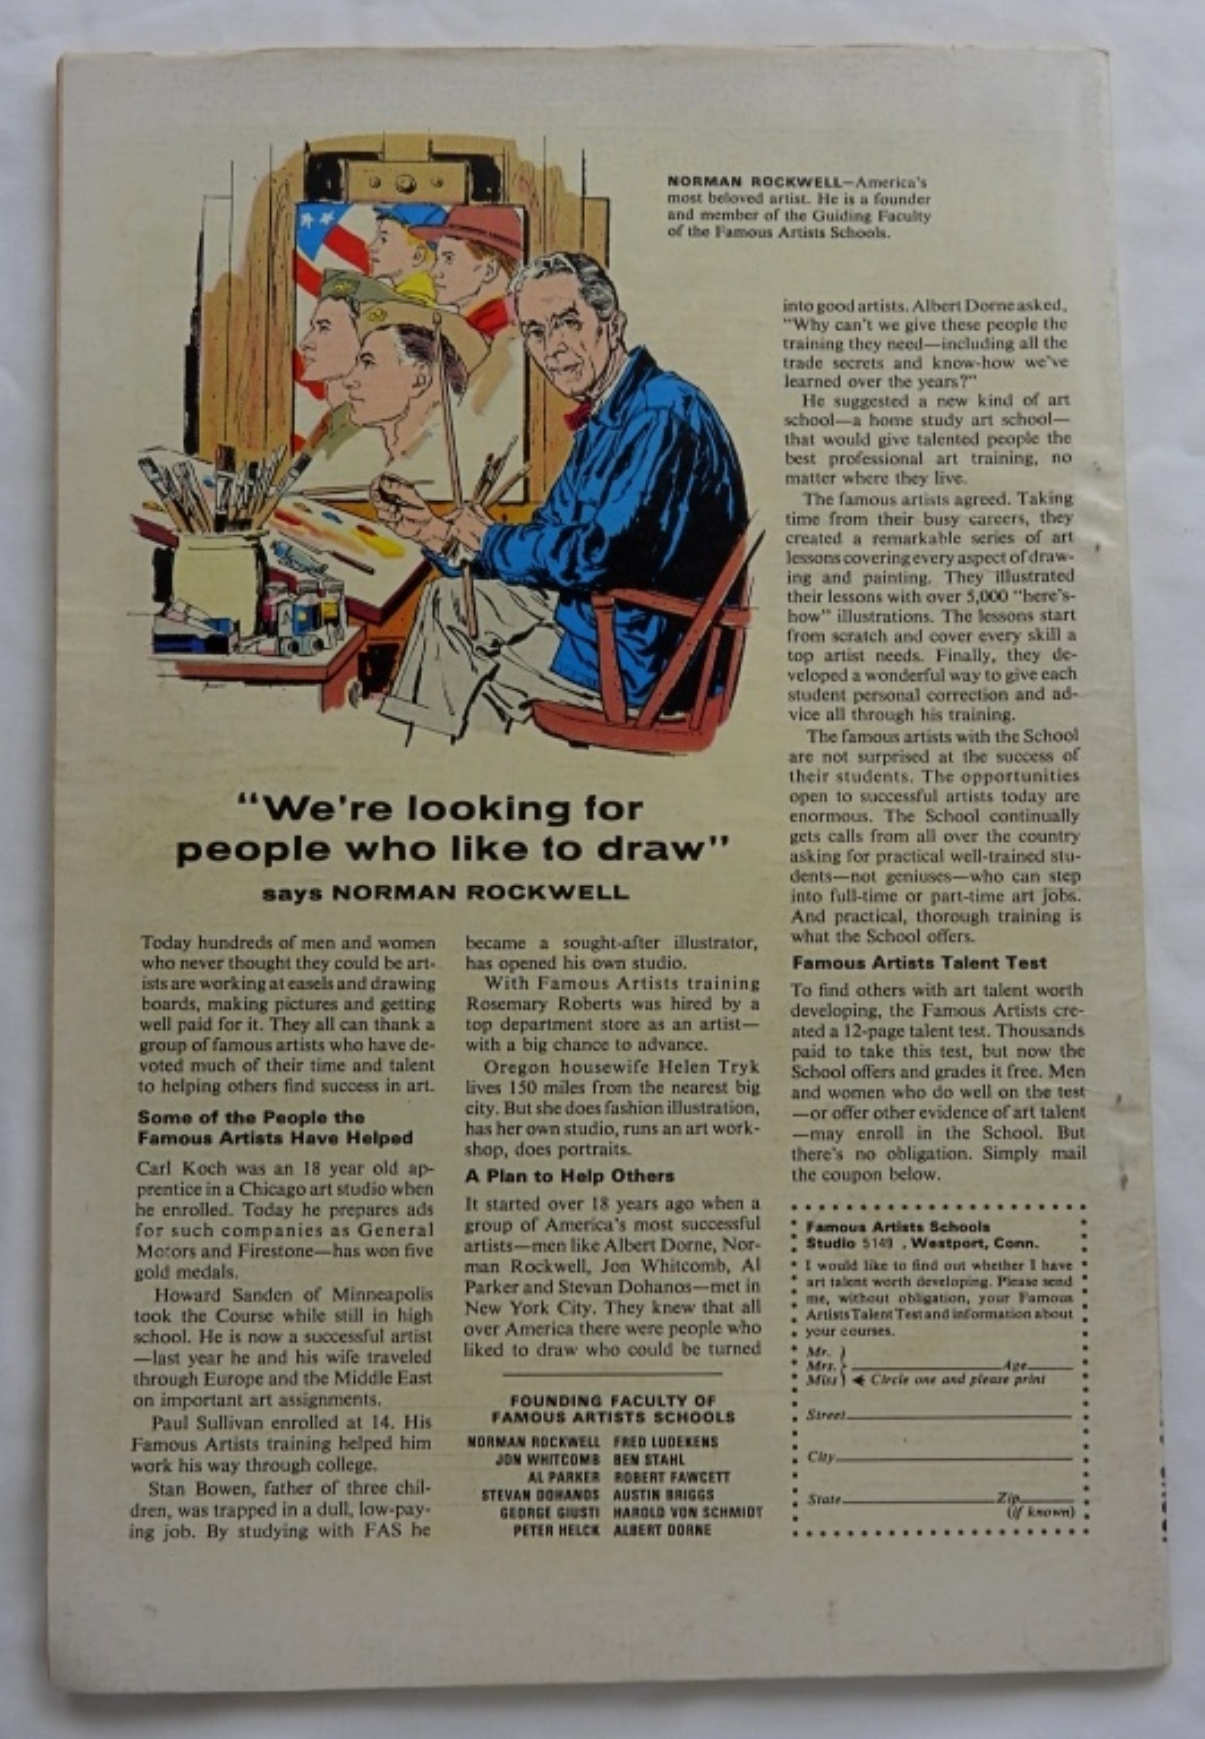 NORMAN ROCKWELL—America's
most beloved artist. He is a founder
and member of the Guiding Faculty
of the Famous Artists Schools.
"We're looking for
people who like to draw"
says NORMAN ROCKWELL
Today hundreds of men and women
who never thought they could be art-
ists are working at easels and drawing
boards, making pictures and getting
well paid for it. They all can thank a
group of famous artists who have de-
voted much of their time and talent
to helping others find success in art.
Some of the People the
Famous Artists Have Helped
Carl Koch was an 18 year old ap-
prentice in a Chicago art studio when
he enrolled. Today he prepares ads
for such companies as General
Motors and Firestone—has won five
gold medals.
Howard Sanden of Minneapolis
took the Course while still in high
school. He is now a successful artist
—last year he and his wife traveled
through Europe and the Middle East
on important art assignments.
Paul Sullivan enrolled at 14. His
Famous Artists training helped him
work his way through college.
Stan Bowen, father of three chil-
dren, was trapped in a dull, low-pay-
ing job. By studying with FAS he
became a sought-after illustrator,
has opened his own studio.
With Famous Artists training
Rosemary Roberts was hired by a
top department store as an artist—
with a big chance to advance.
Oregon housewife Helen Tryk
lives 150 miles from the nearest big
city. But she does fashion illustration,
has her own studio, runs an art work-
shop, does portraits.
A Plan to Help Others
It started over 18 years ago when a
group of America's most successful
artists—men like Albert Dorne, Nor-
man Rockwell, Jon Whitcomb, Al
Parker and Stevan Dohanos—met in
New York City. They knew that all
over America there were people who
liked to draw who could be turned
FOUNDING FACULTY OF
FAMOUS ARTISTS SCHOOLS
NORMAN ROCKWELL FRED LUDEKENS
JON WHITCOMB BEN STAHL
AL PARKER ROBERT FAWCETT
STEVAN DOHANOS AUSTIN BRIGGS
GEORGE GIUSTI HAROLD VON SCHMIDT
PETER HELCK ALBERT DORNE
into good artists. Albert Dorne asked,
"Why can't we give these people the
training they need—including all the
trade secrets and know-how we've
learned over the years?"
He suggested a new kind of art
school—a home study art school—
that would give talented people the
best professional art training, no
matter where they live.
The famous artists agreed. Taking
time from their busy careers, they
created a remarkable series of art
lessons covering every aspect of draw-
ing and painting. They illustrated
their lessons with over 5,000 "here's-
how" illustrations. The lessons start
from scratch and cover every skill a
top artist needs. Finally, they de-
veloped a wonderful way to give each
student personal correction and ad-
vice all through his training.
The famous artists with the School
are not surprised at the success of
their students. The opportunities
open to successful artists today are
enormous. The School continually
gets calls from all over the country
asking for practical well-trained stu-
dents—not geniuses—who can step
into full-time or part-time art jobs.
And practical, thorough training is
what the School offers.
Famous Artists Talent Test
To find others with art talent worth
developing, the Famous Artists cre-
ated a 12-page talent test. Thousands
paid to take this test, but now the
School offers and grades it free. Men
and women who do well on the test
—or offer other evidence of art talent
—may enroll in the School. But
there's no obligation. Simply mail
the coupon below.
Famous Artists Schools
Studio 5149 , Westport, Conn.
I would like to find out whether I have
art talent worth developing. Please send
me, without obligation, your Famous
Artists Talent Test and information about
your courses.
Mr.
Mrs. Age
Miss Circle one and please print
Street
City
State Zip
(if known)